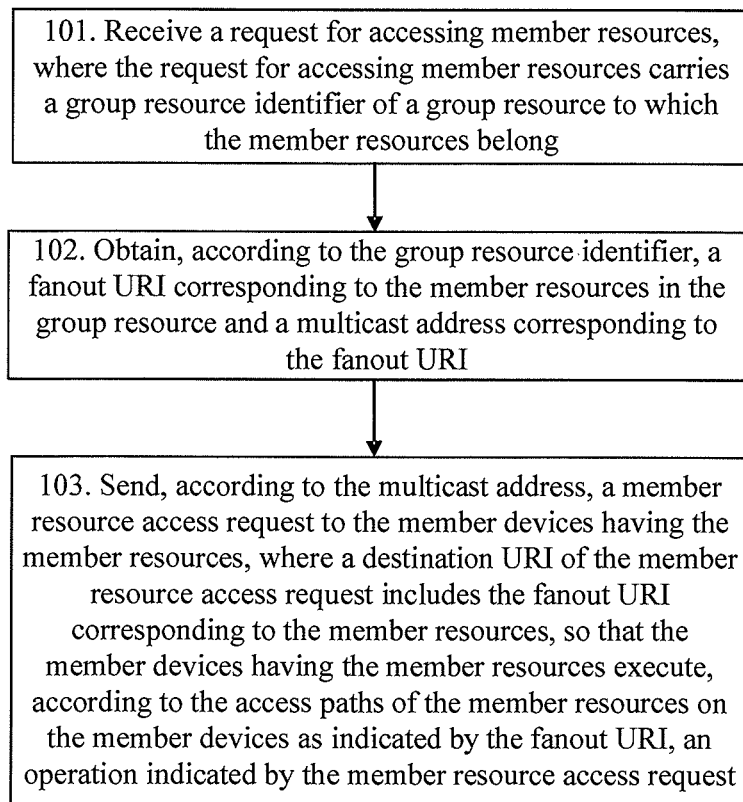 101. Receive a request for accessing member resources,
where the request for accessing member resources carries
a group resource identifier of a group resource to which
the member resources belong
102. Obtain, according to the group resource identifier, a
fanout URI corresponding to the member resources in the
group resource and a multicast address corresponding to
the fanout URI
103. Send, according to the multicast address, a member
resource access request to the member devices having the
member resources, where a destination URI of the member
resource access request includes the fanout URI
corresponding to the member resources, so that the
member devices having the member resources execute,
according to the access paths of the member resources on
the member devices as indicated by the fanout URI, an
operation indicated by the member resource access request